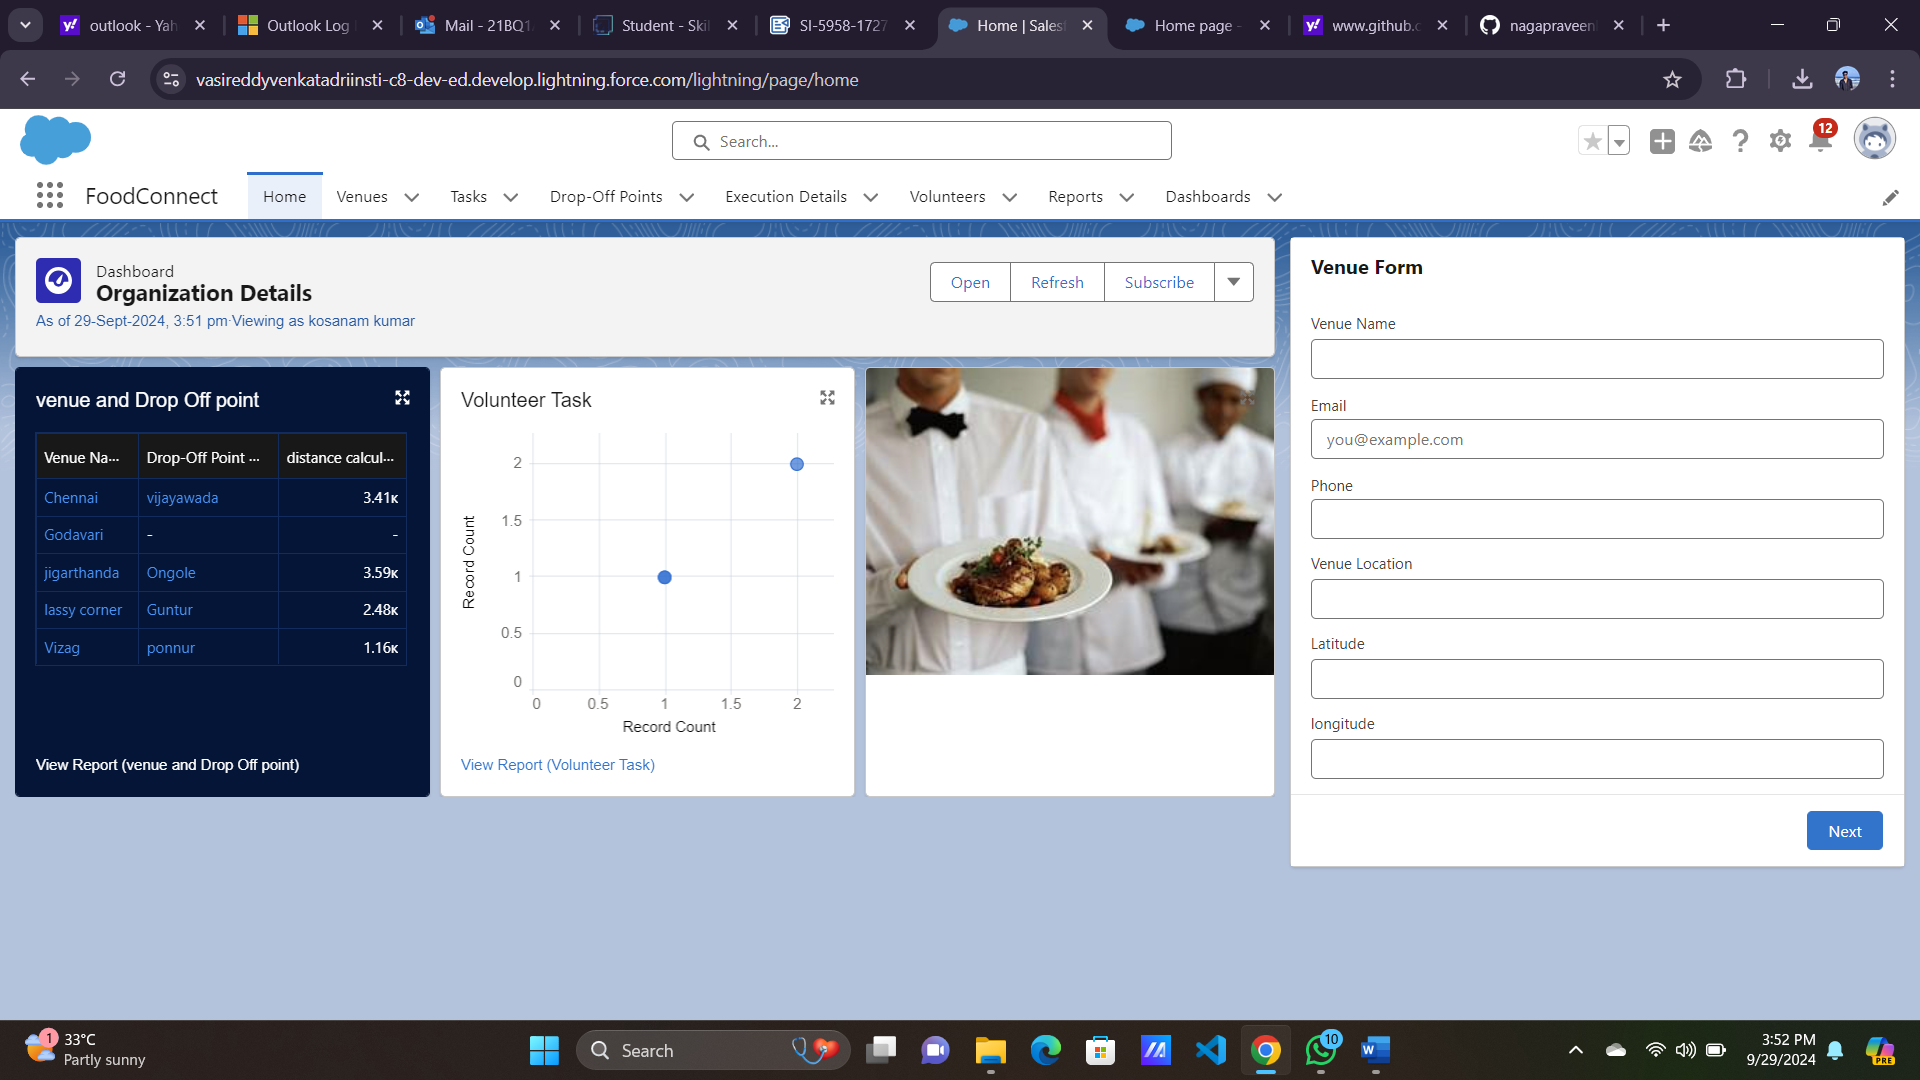 outlook - Yah
Outlook Log
Mail - 21BQ1
Student - Skil
SI-5958-1727
Home | Salest
Home page -
www.github.c
nagapraveen
vasireddyvenkatadriinsti-c8-dev-ed.develop.lightning.force.com/lightning/page/home
Search...
12
FoodConnect
Home
Venues
Tasks
Drop-Off Points
Execution Details
Volunteers
Reports
Dashboards
Dashboard
Organization Details
As of 29-Sept-2024, 3:51 pm·Viewing as kosanam kumar
Open
Refresh
Subscribe
venue and Drop Off point
Venue Na...
Drop-Off Point ...
distance calcul...
Chennai
vijayawada
3.41K
Godavari
-
-
jigarthanda
Ongole
3.59K
lassy corner
Guntur
2.48K
Vizag
ponnur
1.16K
View Report (venue and Drop Off point)
Volunteer Task
Record Count
2
1.5
1
0.5
0
0
0.5
1
1.5
2
Record Count
View Report (Volunteer Task)
Venue Form
Venue Name
Email
you@example.com
Phone
Venue Location
Latitude
longitude
Next
1
33°C
Partly sunny
Search
10
3:52 PM
9/29/2024
PRE